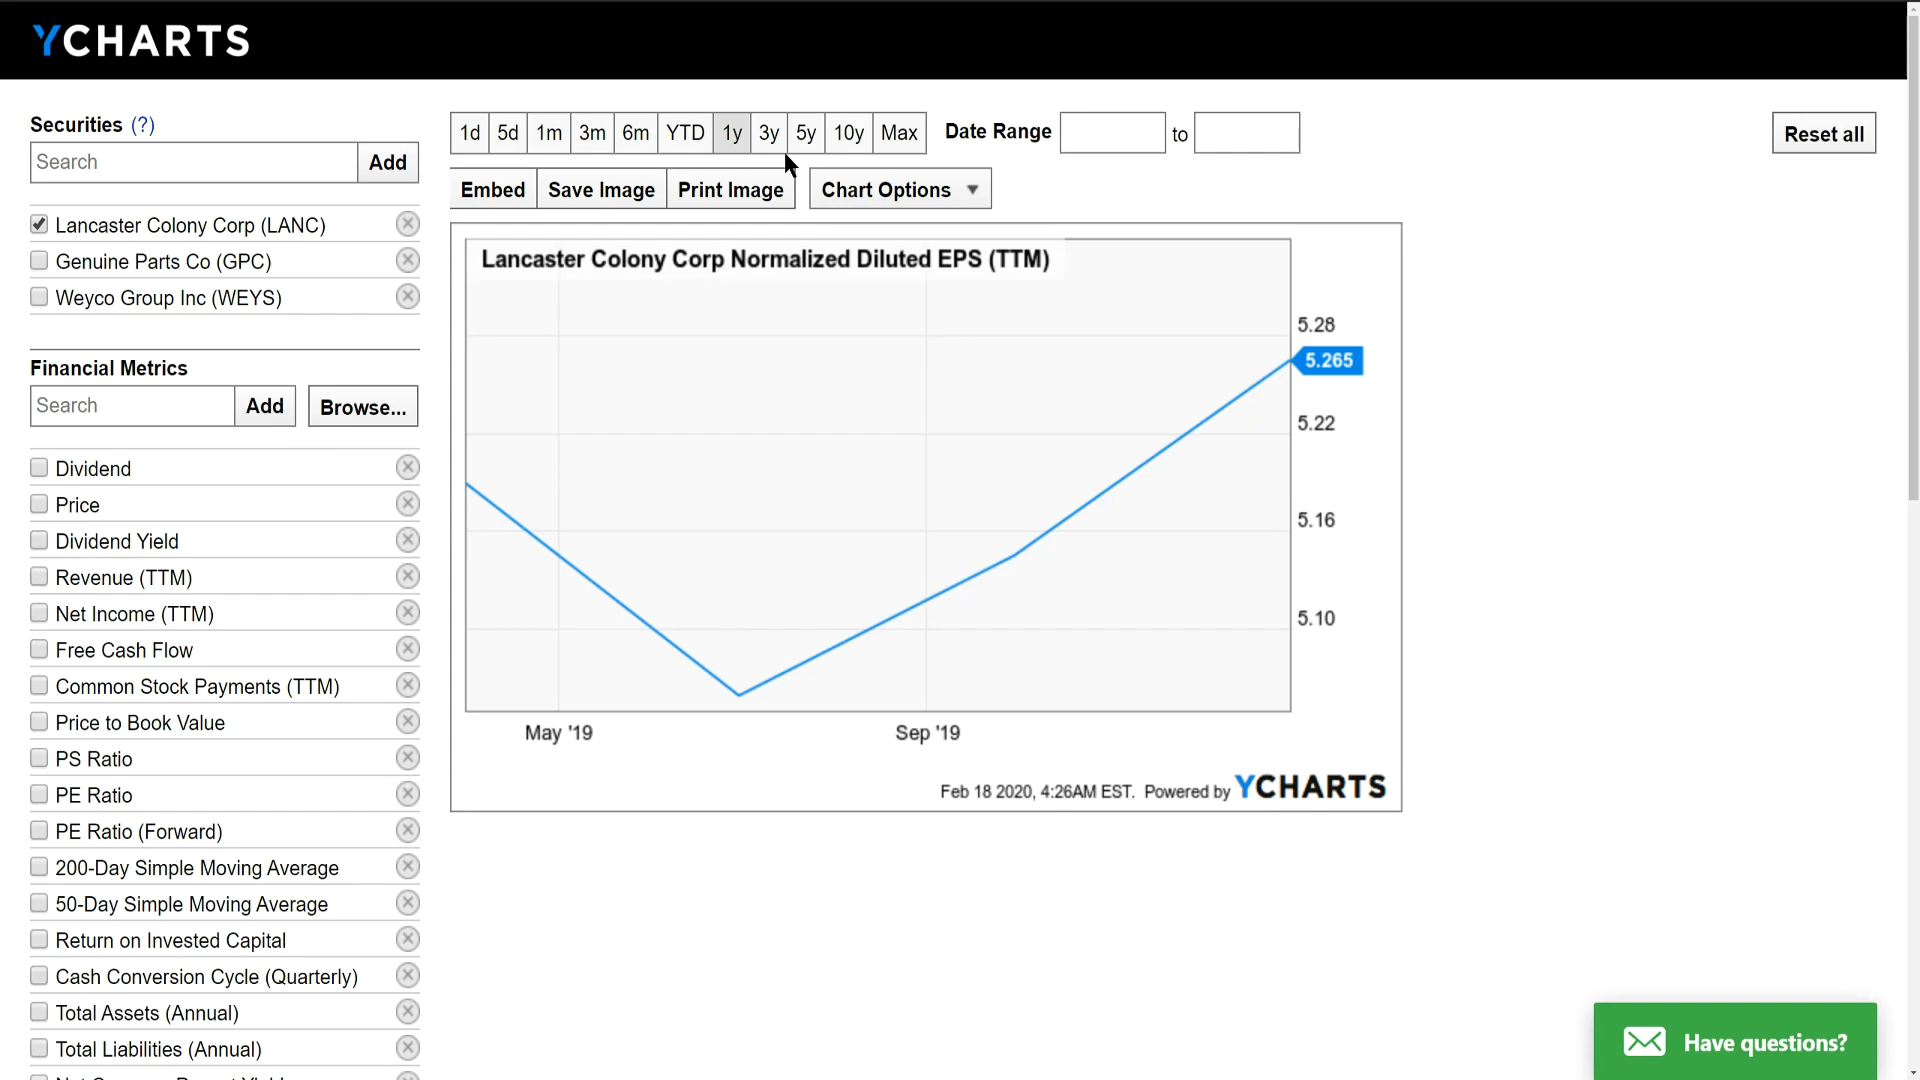 YCHARTS
Securities (?)
Search
Add
Lancaster Colony Corp (LANC)
Genuine Parts Co (GPC)
Weyco Group Inc (WEYS)
Financial Metrics
Search
Add
Browse...
Dividend
Price
Dividend Yield
Revenue (TTM)
Net Income (TTM)
Free Cash Flow
Common Stock Payments (TTM)
Price to Book Value
PS Ratio
PE Ratio
PE Ratio (Forward)
200-Day Simple Moving Average
50-Day Simple Moving Average
Return on Invested Capital
Cash Conversion Cycle (Quarterly)
Total Assets (Annual)
Total Liabilities (Annual)
1d 5d 1m 3m 6m YTD 1y 3y 5y 10y Max
Date Range
to
Reset all
Embed
Save Image
Print Image
Chart Options
Lancaster Colony Corp Normalized Diluted EPS (TTM)
5.28
5.265
5.22
5.16
5.10
May '19
Sep '19
Feb 18 2020, 4:26AM EST. Powered by YCHARTS
Have questions?